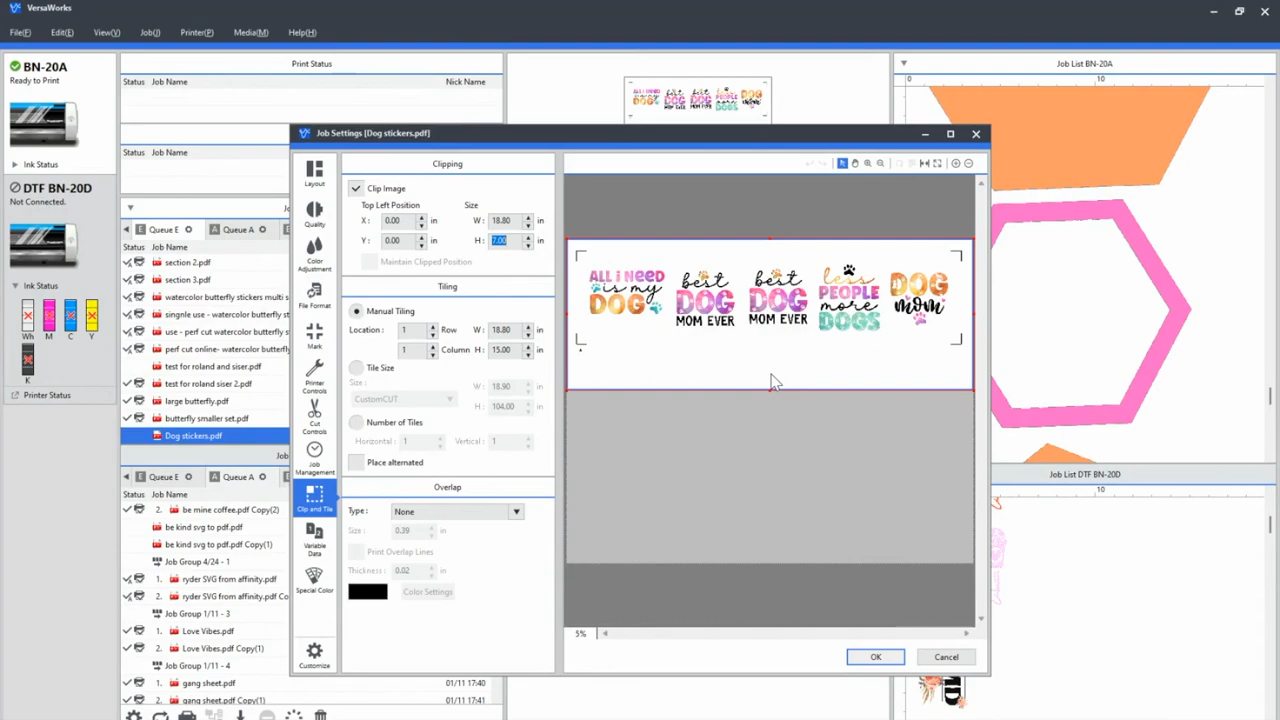 VersaWorks
File(F) Edit(E) View(V) Job(J) Printer(P) Media(M) Help(H)
BN-20A
Ready to Print
Ink Status
DTF BN-20D
Not Connected.
Ink Status
Wh M C Y
K
Printer Status
Print Status
Status Job Name Nick Name
Status Job Name
Queue E Queue A
Status Job Name
section 2.pdf
section 3.pdf
watercolor butterfly stickers multi s
singnle use - perf cut watercolor bu
use - perf cut watercolor butterfly
perf cut online- watercolor butterfl
test for roland and siser.pdf
test for roland siser 2.pdf
large butterfly.pdf
butterfly smaller set.pdf
Dog stickers.pdf
Queue E Queue A
Status Job Name
2. be mine coffee.pdf Copy(2)
be kind svg to pdf.pdf
be kind svg to pdf.pdf Copy(1)
Job Group 4/24 - 1
1. ryder SVG from affinity.pdf
2. ryder SVG from affinity.pdf Co
Job Group 1/11 - 3
1. Love Vibes.pdf
2. Love Vibes.pdf Copy(1)
Job Group 1/11 - 4
1. gang sheet.pdf 01/11 17:40
2. gang sheet.pdf Copy(1) 01/11 17:41
Job Settings [Dog stickers.pdf]
Layout
Quality
Color
Adjustment
File Format
Mark
Printer
Controls
Cut
Controls
Job
Management
Clip and Tile
Variable
Data
Special Color
Customize
Clipping
Clip Image
Top Left Position Size
X : 0.00 in W : 18.80 in
Y : 0.00 in H : 7.00 in
Maintain Clipped Position
Tiling
Manual Tiling
Location : 1 Row W : 18.80 in
1 Column H : 15.00 in
Tile Size
Size : W : 18.90 in
CustomCUT H : 104.00 in
Number of Tiles
Horizontal : 1 Vertical : 1
Place alternated
Overlap
Type : None
Size : 0.39 in
Print Overlap Lines
Thickness : 0.02 in
Color Settings
ALL i NEED
is my
DOG
best
DOG
MOM EVER
best
DOG
MOM EVER
less
PEOPLE
more
DOGS
DOG
mom
5%
OK Cancel
Job List BN-20A
0 10
Job List DTF BN-20D
10